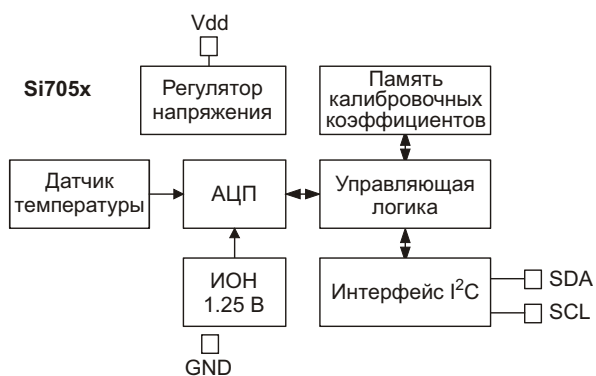 Vdd
Si705x
Регулятор
напряжения
Память
калибровочных
коэффициентов
Датчик
температуры
АЦП
Управляющая
логика
ИОН
1.25 В
Интерфейс I²C
SDA
SCL
GND